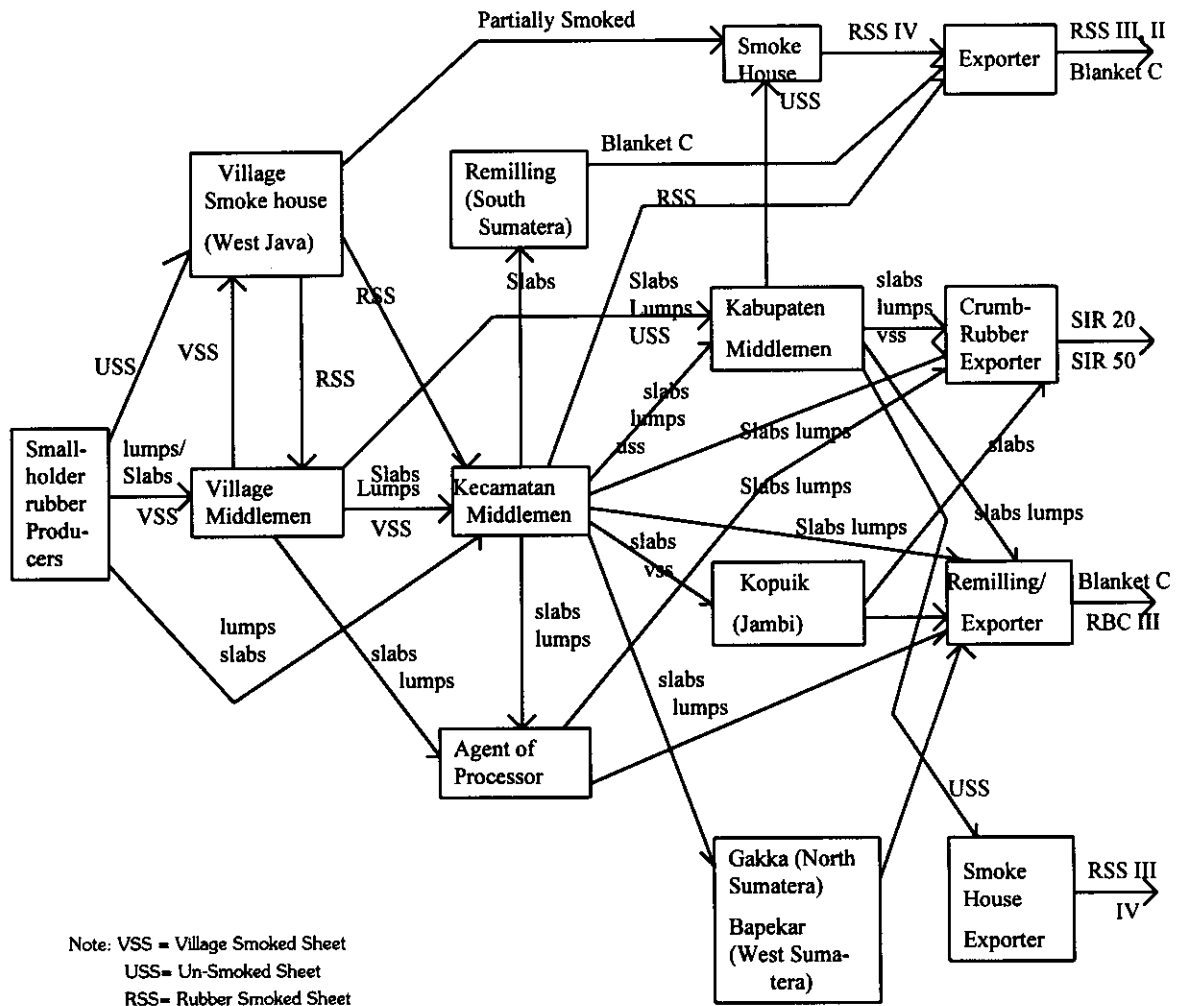 Partially Smoked
Smoke
House
RSS IV
Exporter
RSS III, II
Blanket C
USS
Village
Smoke house
(West Java)
Remilling
(South
Sumatera)
Blanket C
RSS
Slabs
RSS
Slabs
Lumps
USS
Kabupaten
Middlemen
slabs
lumps
vss
Crumb-
Rubber
Exporter
SIR 20
SIR 50
USS
VSS
RSS
slabs
lumps
uss
Slabs lumps
slabs
Small-
holder
rubber
Produ-
cers
lumps/
Slabs
VSS
Village
Middlemen
Slabs
Lumps
VSS
Kecamatan
Middlemen
Slabs lumps
Slabs lumps
slabs lumps
slabs
vss
Kopuik
(Jambi)
Remilling/
Exporter
Blanket C
RBC III
lumps
slabs
slabs
lumps
slabs
lumps
slabs
lumps
Agent of
Processor
USS
Gakka (North
Sumatera)
Bapekar
(West Suma-
tera)
Smoke
House
Exporter
RSS III
IV
Note: VSS = Village Smoked Sheet
USS= Un-Smoked Sheet
RSS= Rubber Smoked Sheet